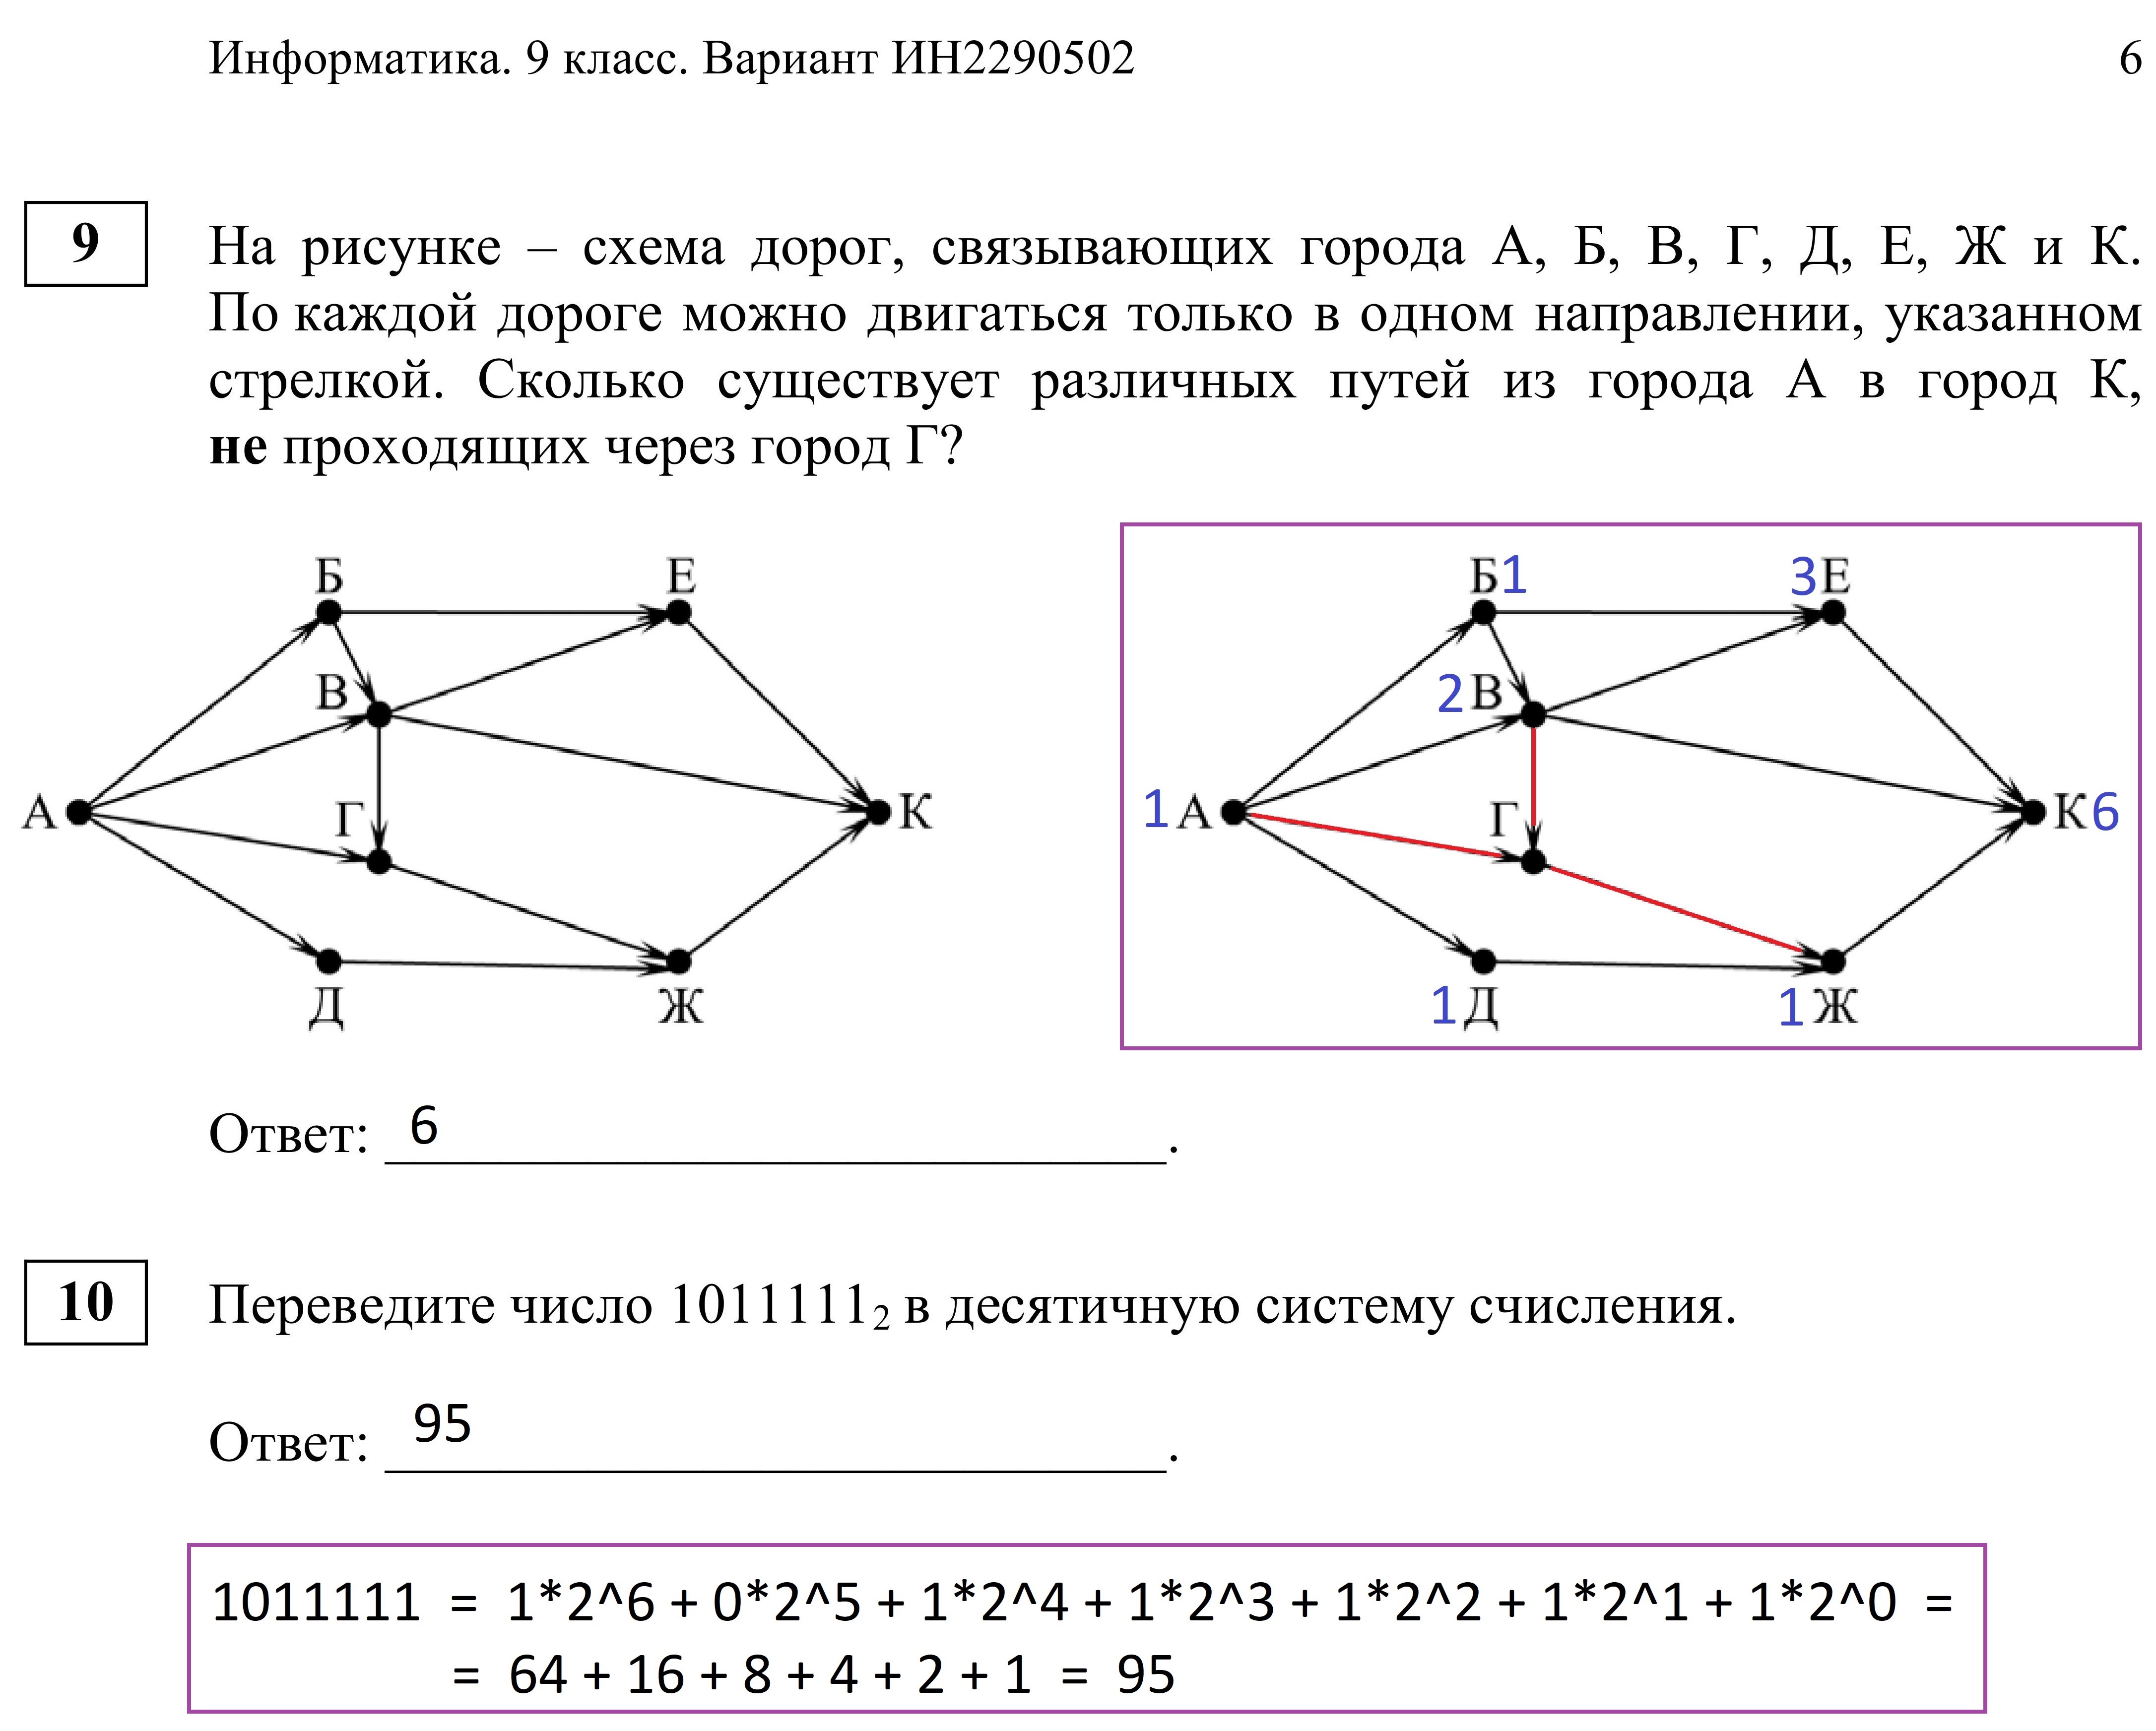 Информатика. 9 класс. Вариант ИН2290502 6
9
На рисунке – схема дорог, связывающих города А, Б, В, Г, Д, Е, Ж и К.
По каждой дороге можно двигаться только в одном направлении, указанном
стрелкой. Сколько существует различных путей из города А в город К,
не проходящих через город Г?
Б Е
В
А Г К
Д Ж
Б1 3Е
2В
1А Г К6
1Д 1Ж
Ответ: 6.
10
Переведите число 1011111₂ в десятичную систему счисления.
Ответ: 95.
1011111 = 1*2^6 + 0*2^5 + 1*2^4 + 1*2^3 + 1*2^2 + 1*2^1 + 1*2^0 =
= 64 + 16 + 8 + 4 + 2 + 1 = 95